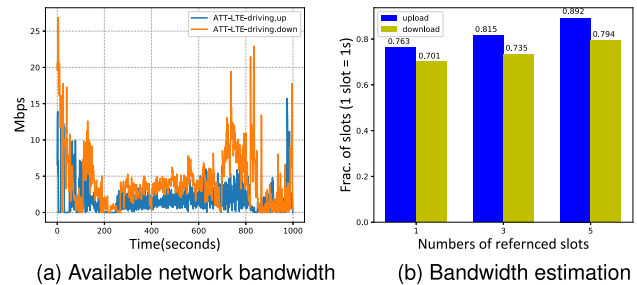 ATT-LTE-driving.up
ATT-LTE-driving.down
Mbps
25
20
15
10
5
0
0 200 400 600 800 1000
Time(seconds)
(a) Available network bandwidth
upload
download
Frac. of slots (1 slot = 1s)
0.8
0.6
0.4
0.2
0.0
0.763
0.701
0.815
0.735
0.892
0.794
1 3 5
Numbers of refernced slots
(b) Bandwidth estimation